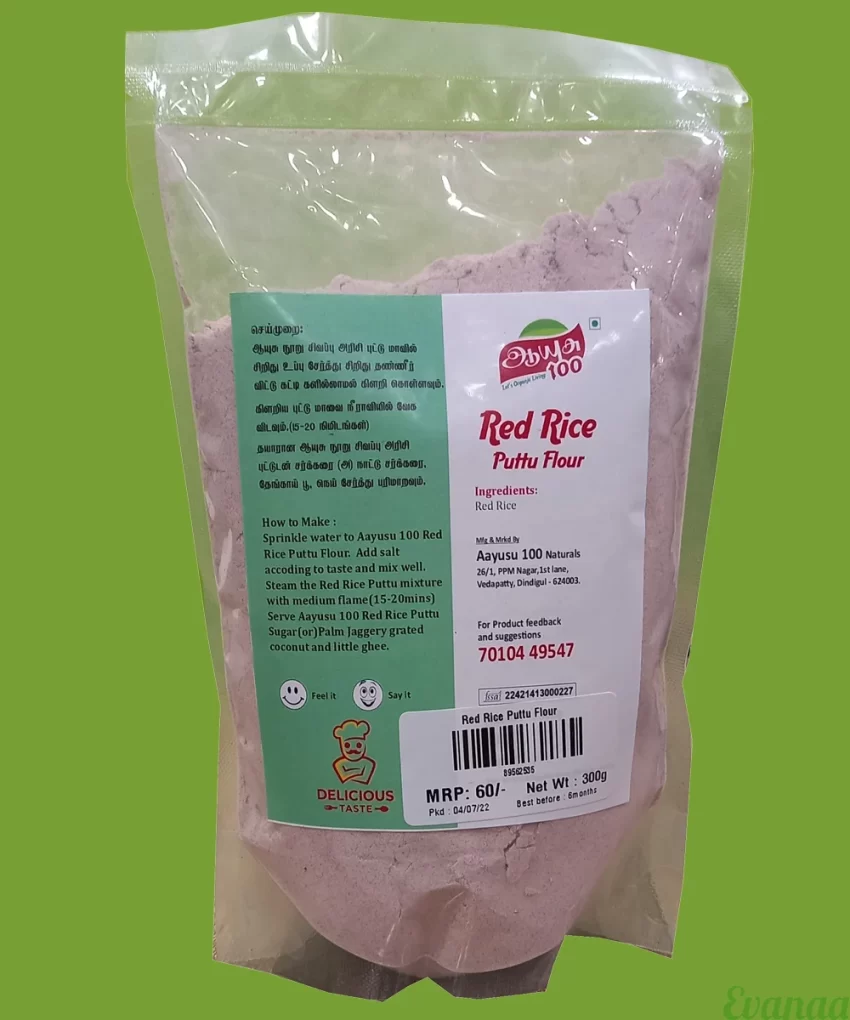 செய்முறை:
ஆயுசு நூறு சிவப்பு அரிசி புட்டு மாவில்
சிறிது உப்பு சேர்த்து சிறிது தண்ணீர்
விட்டு கட்டி களில்லாமல் கிளறி கொள்ளவும்.
கிளறிய புட்டு மாவை நீராவியில் வேக
விடவும்.(15-20 நிமிடங்கள்)
தயாரான ஆயுசு நூறு சிவப்பு அரிசி
புட்டுடன் சர்க்கரை (அ) நாட்டு சர்க்கரை,
தேங்காய் பூ, நெய் சேர்த்து பரிமாறவும்.
How to Make :
Sprinkle water to Aayusu 100 Red
Rice Puttu Flour. Add salt
accoding to taste and mix well.
Steam the Red Rice Puttu mixture
with medium flame(15-20mins)
Serve Aayusu 100 Red Rice Puttu
Sugar(or)Palm Jaggery grated
coconut and little ghee.
Feel it
Say it
DELICIOUS
TASTE
ஆயுசு
100
Let's Organic Living
Red Rice
Puttu Flour
Ingredients:
Red Rice
Mfg & Mrkd By
Aayusu 100 Naturals
26/1, PPM Nagar,1st lane,
Vedapatty, Dindigul - 624003.
For Product feedback
and suggestions
70104 49547
fssai 22421413000227
Red Rice Puttu Flour
89562535
MRP: 60/- Net Wt : 300g
Pkd : 04/07/22 Best before : 6months
Evanaa